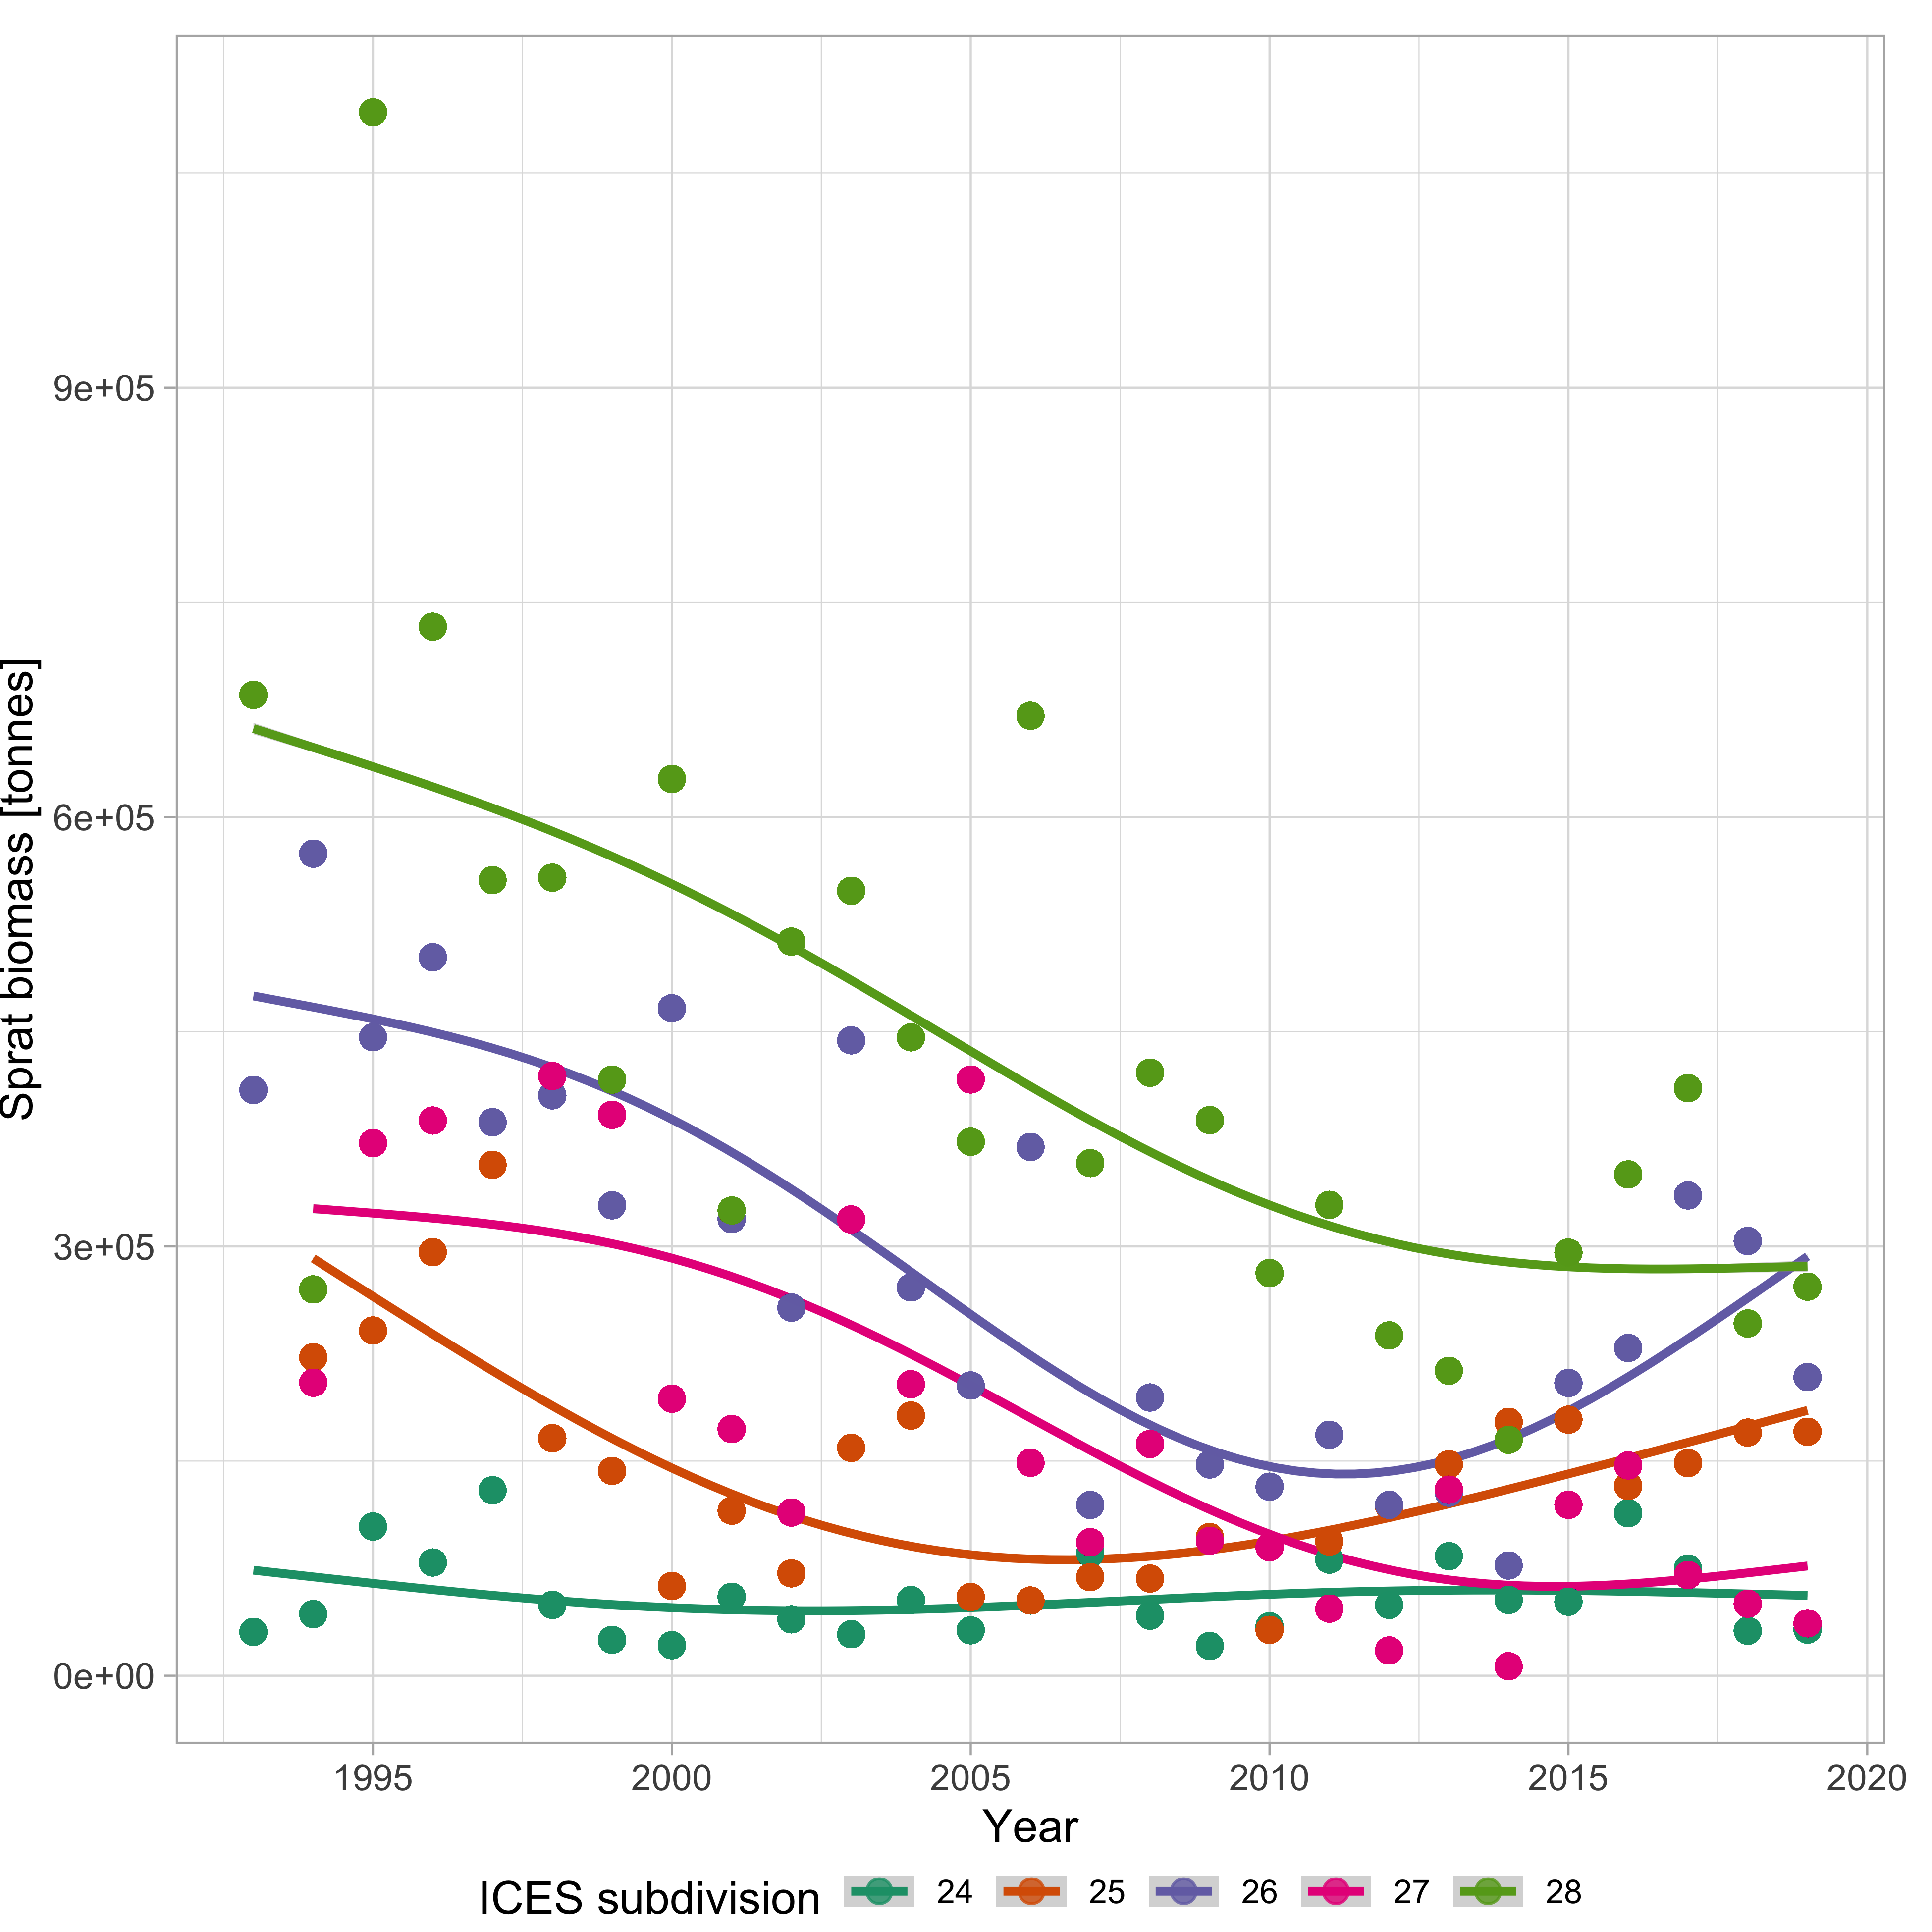 Sprat biomass [tonnes]
9e+05
6e+05
3e+05
0e+00
1995 2000 2005 2010 2015 2020
Year
ICES subdivision 24 25 26 27 28